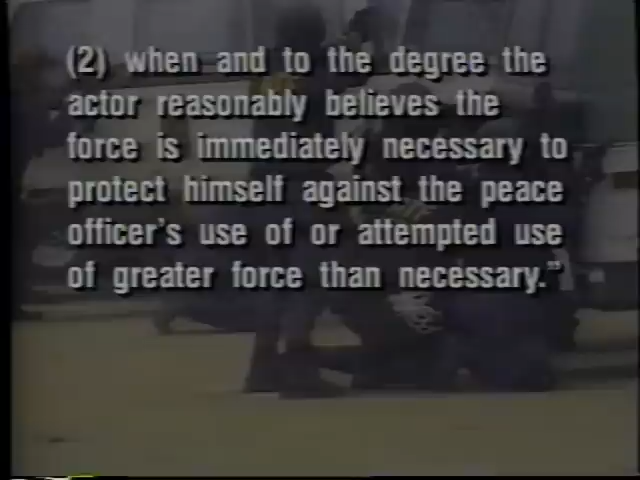 (2) when and to the degree the
actor reasonably believes the
force is immediately necessary to
protect himself against the peace
officer's use of or attempted use
of greater force than necessary."